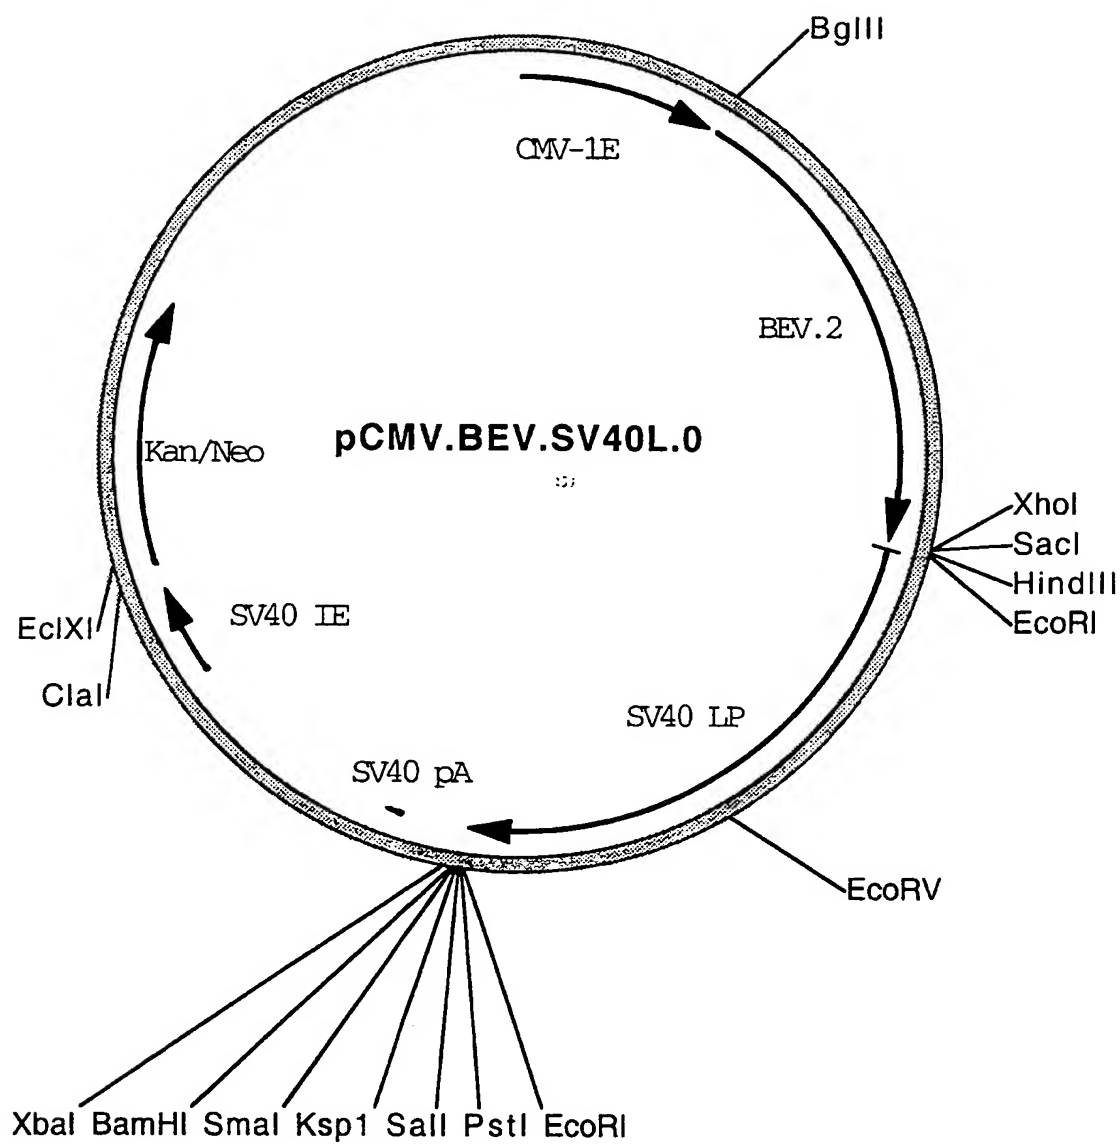 BglII
CMV-1E
BEV.2
Kan/Neo
pCMV.BEV.SV40L.0
XhoI
SacI
HindIII
EcoRI
EclXI
SV40 IE
ClaI
SV40 LP
SV40 pA
EcoRV
XbaI BamHI SmaI Ksp1 SalI PstI EcoRI